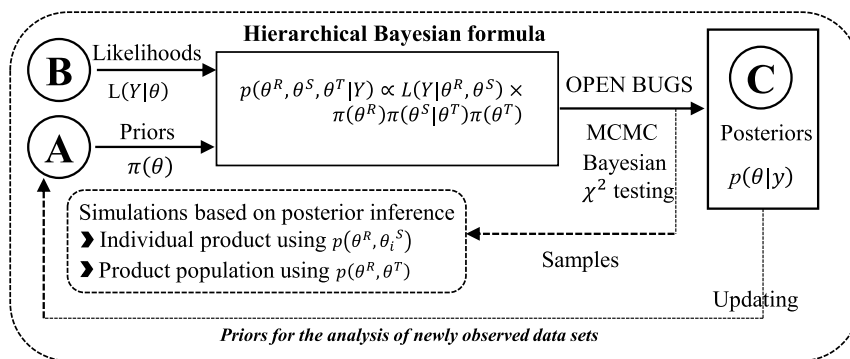 Hierarchical Bayesian formula
B
Likelihoods
L(Y|θ)
A
Priors
π(θ)
p(θ^R, θ^S, θ^T|Y) ∝ L(Y|θ^R, θ^S) ×
π(θ^R)π(θ^S|θ^T)π(θ^T)
OPEN BUGS
MCMC
Bayesian
χ² testing
C
Posteriors
p(θ|y)
Simulations based on posterior inference
❯ Individual product using p(θ^R, θ_i^S)
❯ Product population using p(θ^R, θ^T)
Samples
Updating
Priors for the analysis of newly observed data sets